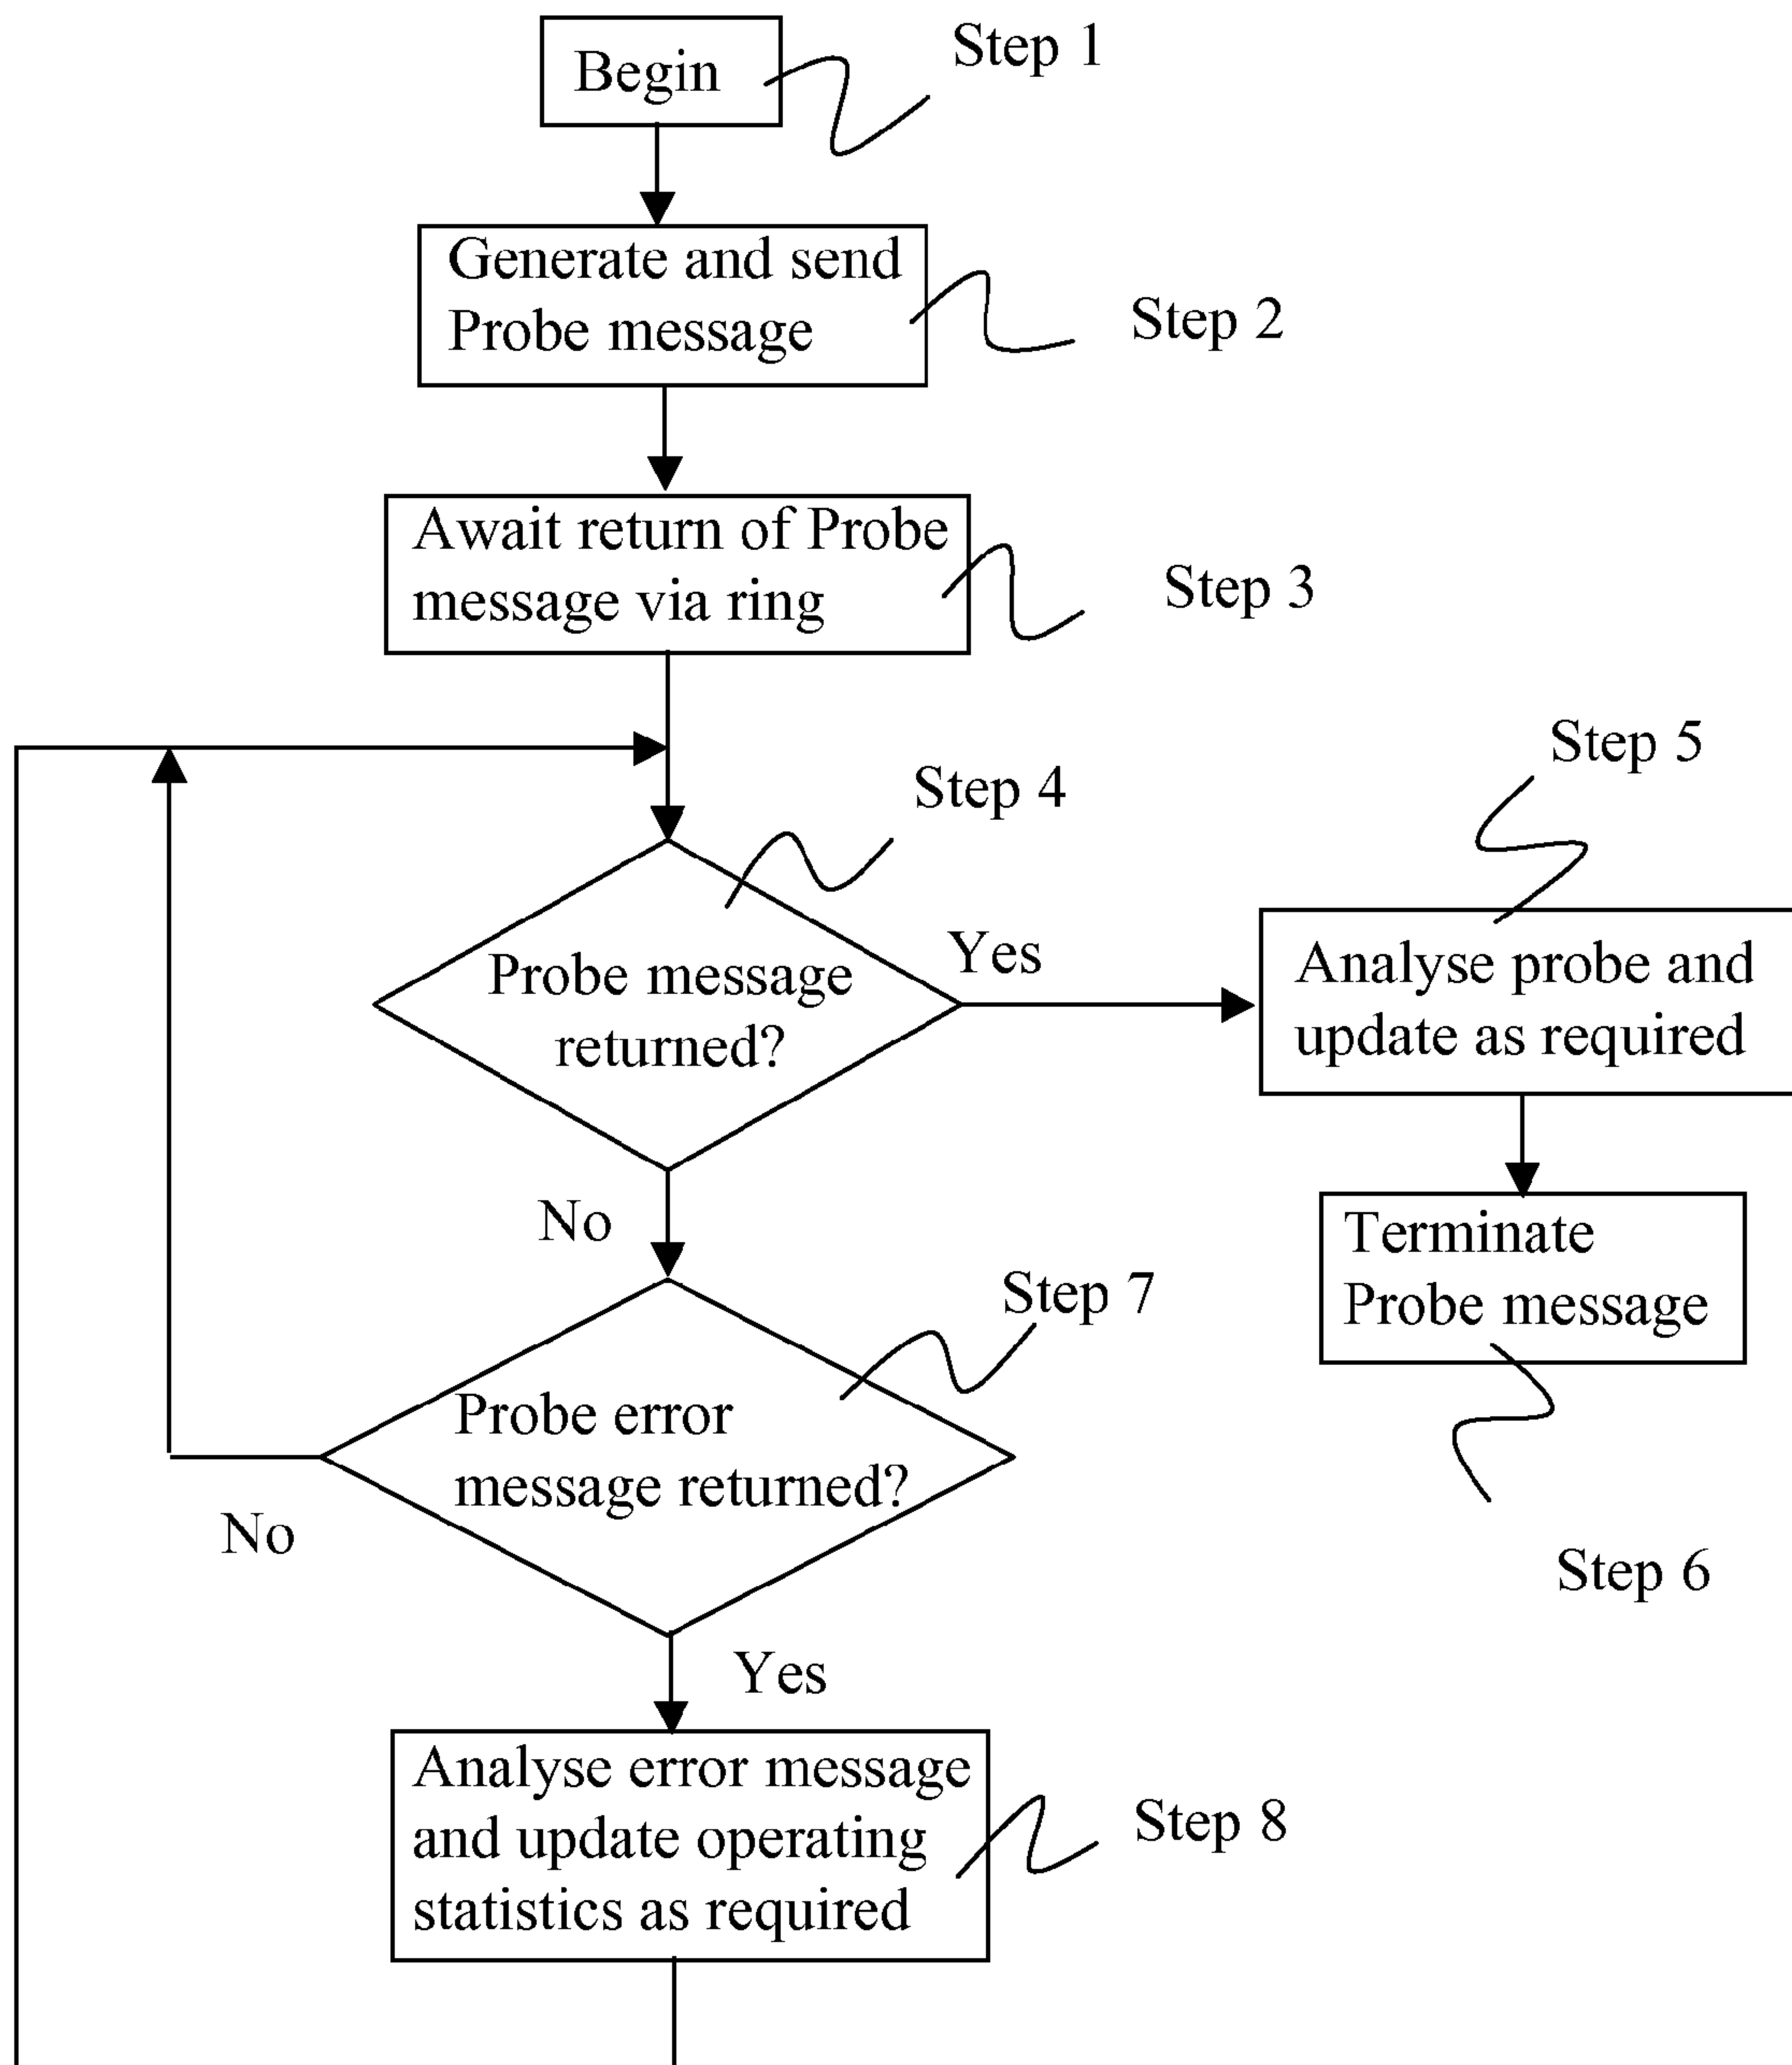 Begin
Step 1
Generate and send
Probe message
Step 2
Await return of Probe
message via ring
Step 3
Step 4
Probe message
returned?
Yes
Step 5
Analyse probe and
update as required
Terminate
Probe message
Step 6
No
Step 7
Probe error
message returned?
No
Yes
Analyse error message
and update operating
statistics as required
Step 8